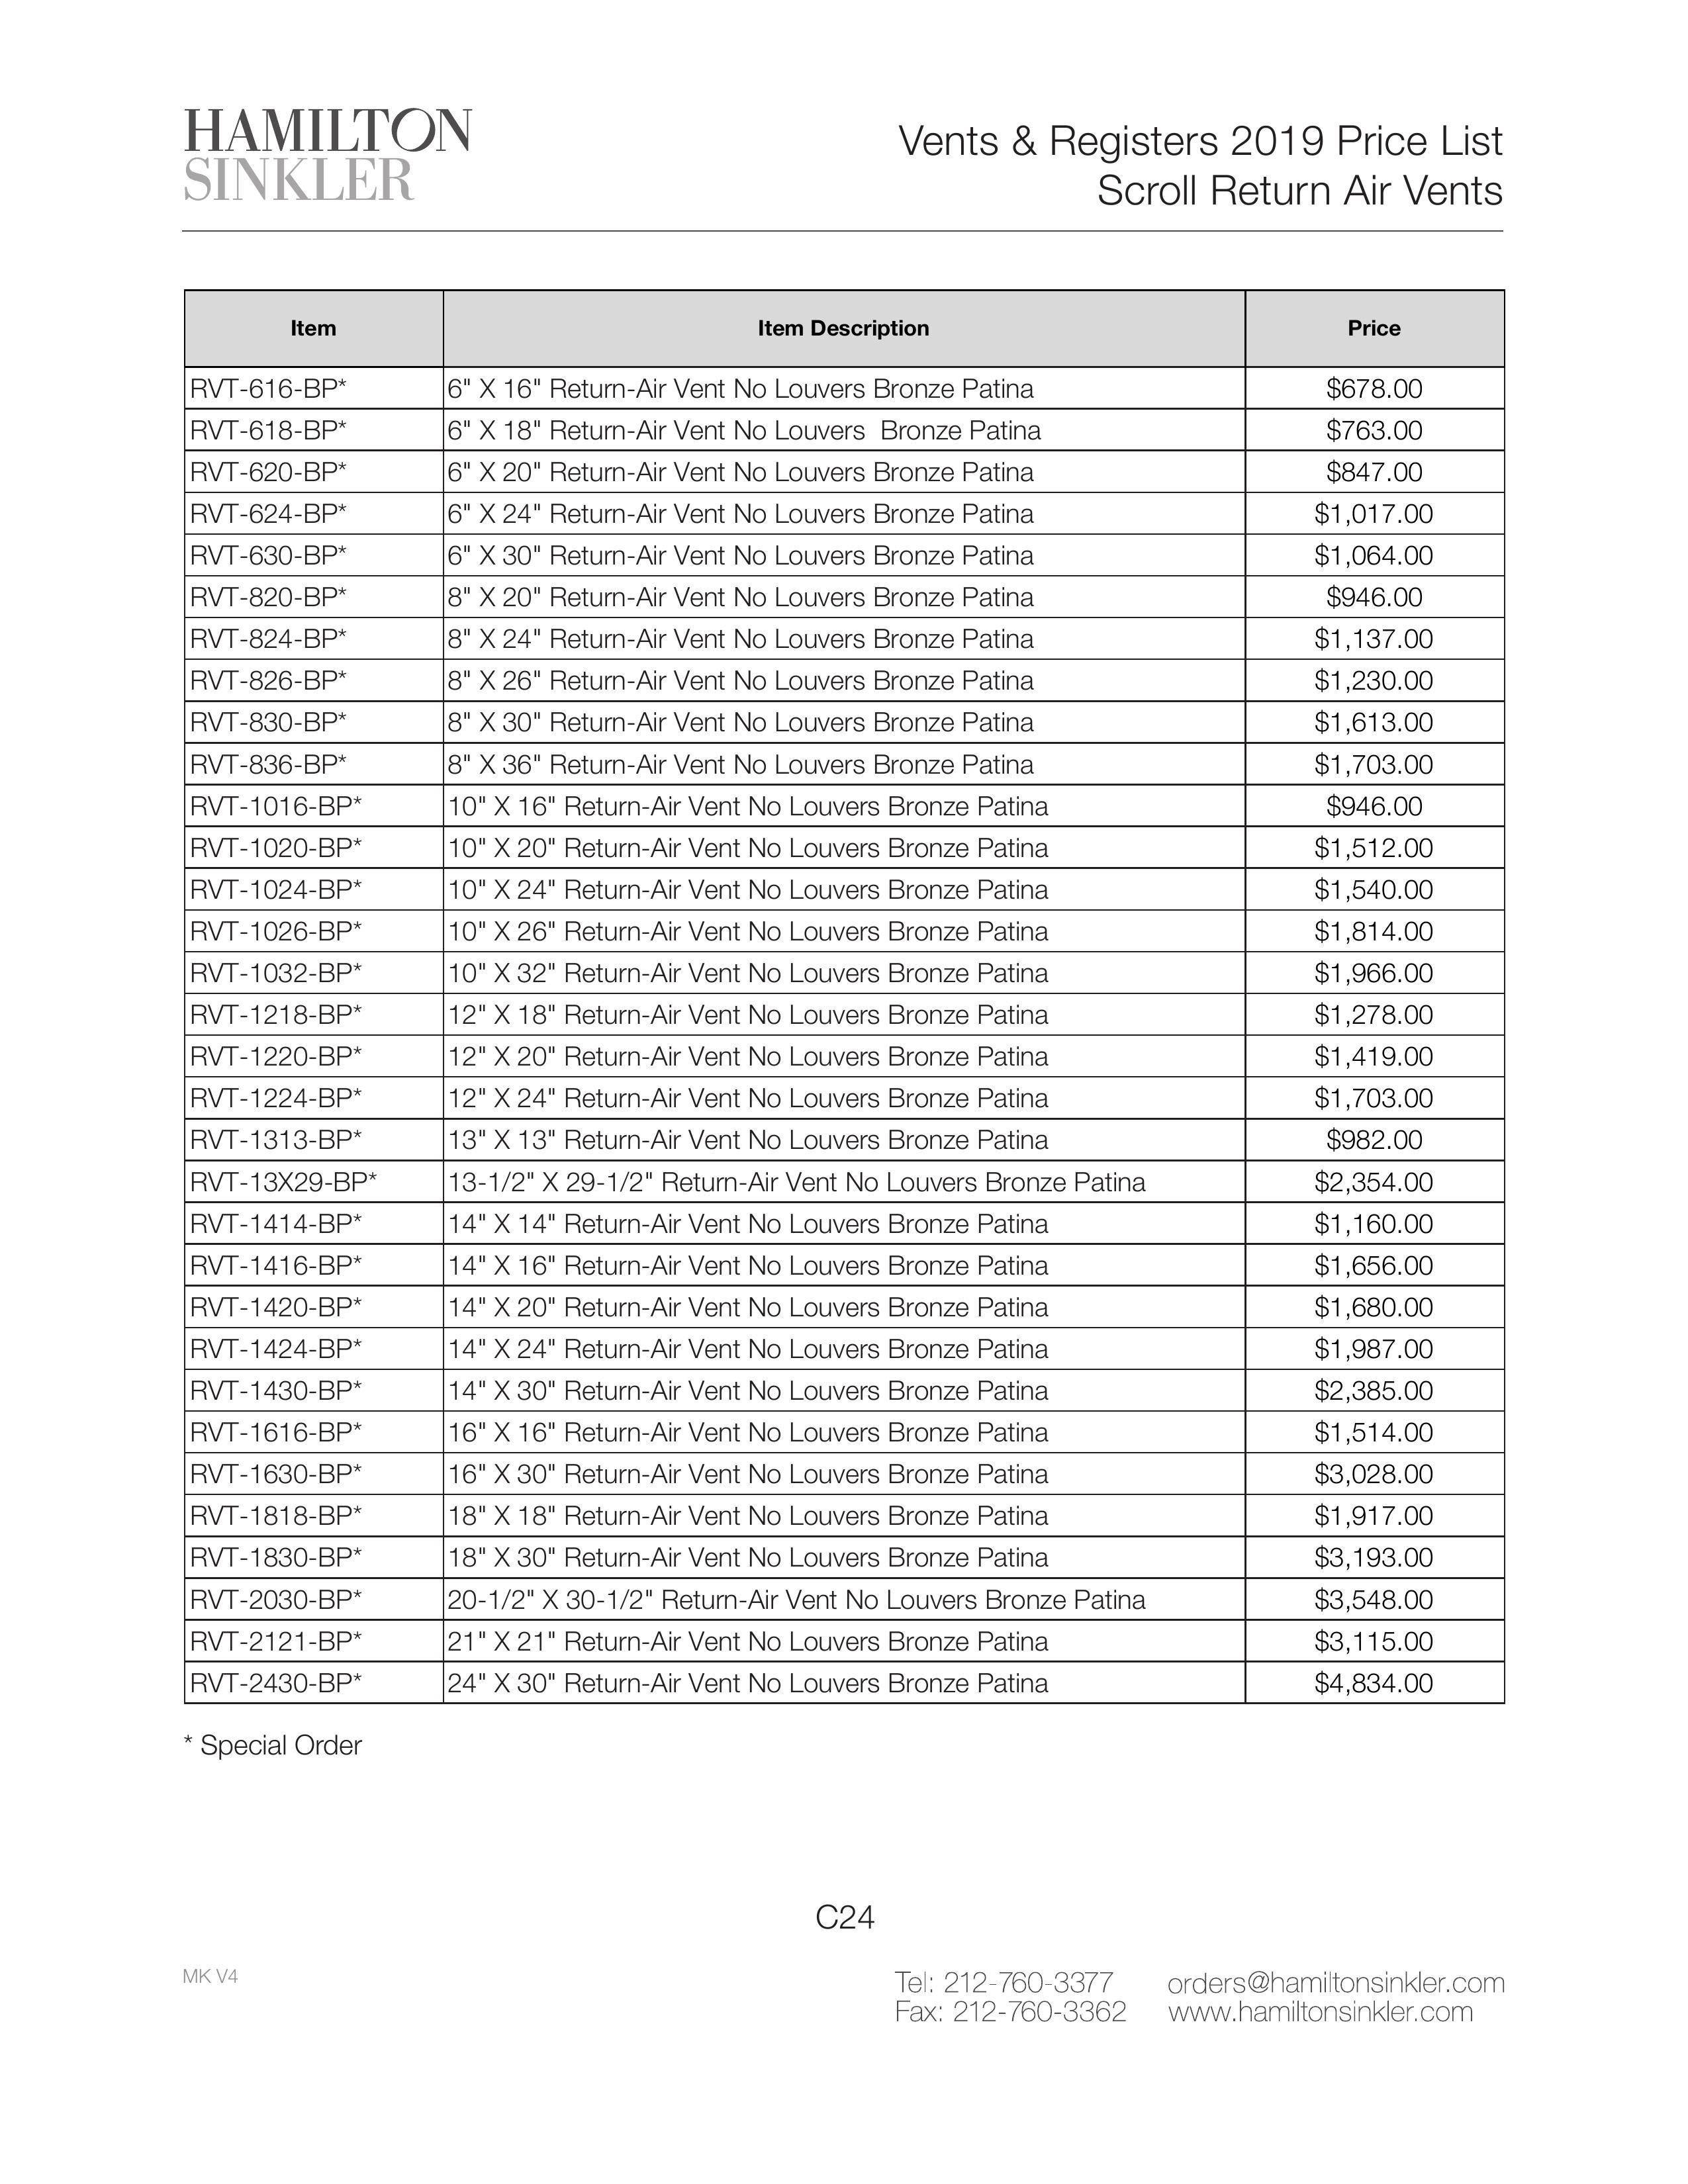 HAMILTON
SINKLER
Vents & Registers 2019 Price List
Scroll Return Air Vents
Item Item Description Price
RVT-616-BP* 6" X 16" Return-Air Vent No Louvers Bronze Patina $678.00
RVT-618-BP* 6" X 18" Return-Air Vent No Louvers  Bronze Patina $763.00
RVT-620-BP* 6" X 20" Return-Air Vent No Louvers Bronze Patina $847.00
RVT-624-BP* 6" X 24" Return-Air Vent No Louvers Bronze Patina $1,017.00
RVT-630-BP* 6" X 30" Return-Air Vent No Louvers Bronze Patina $1,064.00
RVT-820-BP* 8" X 20" Return-Air Vent No Louvers Bronze Patina $946.00
RVT-824-BP* 8" X 24" Return-Air Vent No Louvers Bronze Patina $1,137.00
RVT-826-BP* 8" X 26" Return-Air Vent No Louvers Bronze Patina $1,230.00
RVT-830-BP* 8" X 30" Return-Air Vent No Louvers Bronze Patina $1,613.00
RVT-836-BP* 8" X 36" Return-Air Vent No Louvers Bronze Patina $1,703.00
RVT-1016-BP* 10" X 16" Return-Air Vent No Louvers Bronze Patina $946.00
RVT-1020-BP* 10" X 20" Return-Air Vent No Louvers Bronze Patina $1,512.00
RVT-1024-BP* 10" X 24" Return-Air Vent No Louvers Bronze Patina $1,540.00
RVT-1026-BP* 10" X 26" Return-Air Vent No Louvers Bronze Patina $1,814.00
RVT-1032-BP* 10" X 32" Return-Air Vent No Louvers Bronze Patina $1,966.00
RVT-1218-BP* 12" X 18" Return-Air Vent No Louvers Bronze Patina $1,278.00
RVT-1220-BP* 12" X 20" Return-Air Vent No Louvers Bronze Patina $1,419.00
RVT-1224-BP* 12" X 24" Return-Air Vent No Louvers Bronze Patina $1,703.00
RVT-1313-BP* 13" X 13" Return-Air Vent No Louvers Bronze Patina $982.00
RVT-13X29-BP* 13-1/2" X 29-1/2" Return-Air Vent No Louvers Bronze Patina $2,354.00
RVT-1414-BP* 14" X 14" Return-Air Vent No Louvers Bronze Patina $1,160.00
RVT-1416-BP* 14" X 16" Return-Air Vent No Louvers Bronze Patina $1,656.00
RVT-1420-BP* 14" X 20" Return-Air Vent No Louvers Bronze Patina $1,680.00
RVT-1424-BP* 14" X 24" Return-Air Vent No Louvers Bronze Patina $1,987.00
RVT-1430-BP* 14" X 30" Return-Air Vent No Louvers Bronze Patina $2,385.00
RVT-1616-BP* 16" X 16" Return-Air Vent No Louvers Bronze Patina $1,514.00
RVT-1630-BP* 16" X 30" Return-Air Vent No Louvers Bronze Patina $3,028.00
RVT-1818-BP* 18" X 18" Return-Air Vent No Louvers Bronze Patina $1,917.00
RVT-1830-BP* 18" X 30" Return-Air Vent No Louvers Bronze Patina $3,193.00
RVT-2030-BP* 20-1/2" X 30-1/2" Return-Air Vent No Louvers Bronze Patina $3,548.00
RVT-2121-BP* 21" X 21" Return-Air Vent No Louvers Bronze Patina $3,115.00
RVT-2430-BP* 24" X 30" Return-Air Vent No Louvers Bronze Patina $4,834.00
* Special Order
C24
MK V4
Tel: 212-760-3377 orders@hamiltonsinkler.com
Fax: 212-760-3362 www.hamiltonsinkler.com